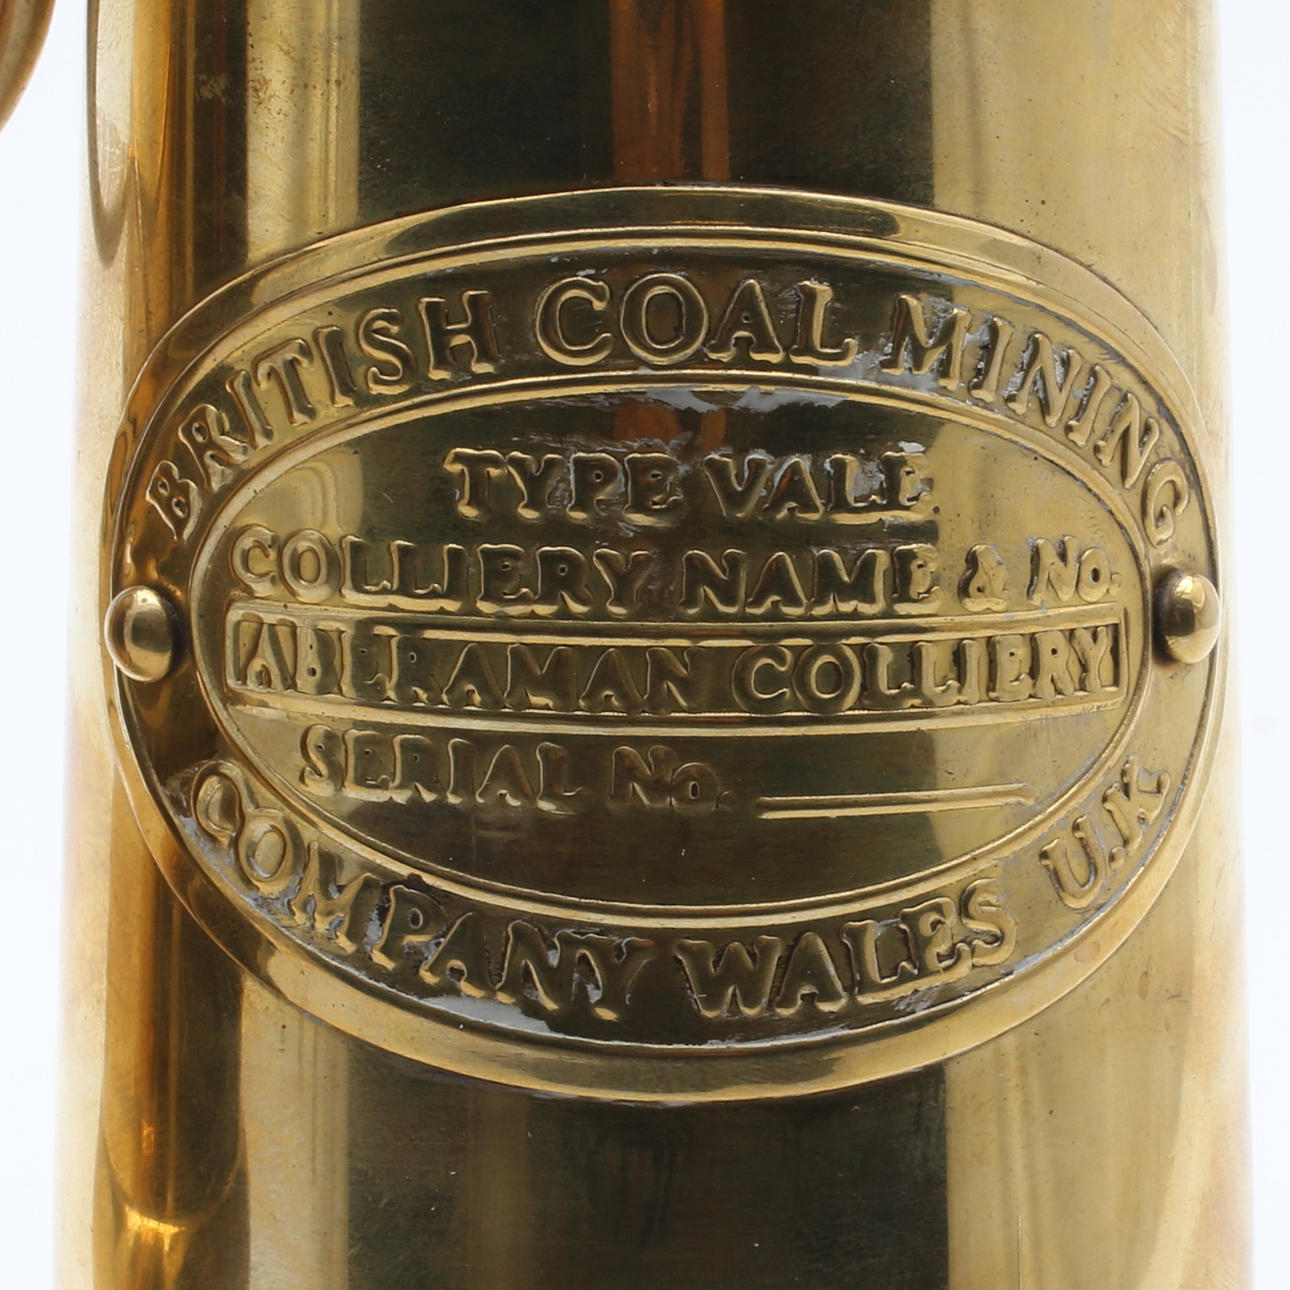 BRITISH COAL MINING
TYPE VALE
COLLIERY NAME & No.
ABERAMAN COLLIERY
SERIAL No.
COMPANY WALES U.K.